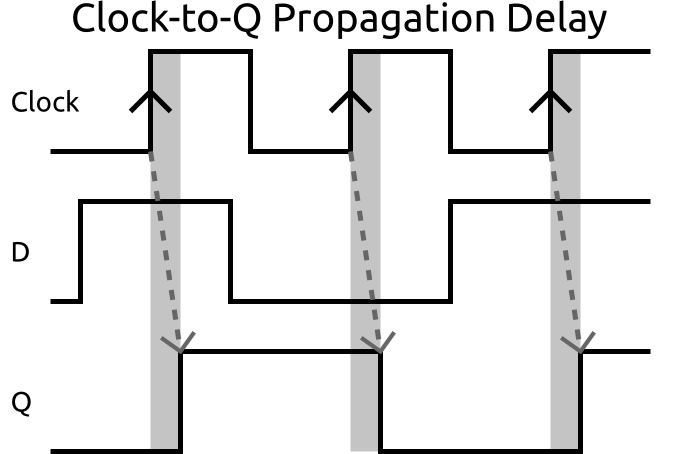 Clock-to-Q Propagation Delay
Clock
D
Q